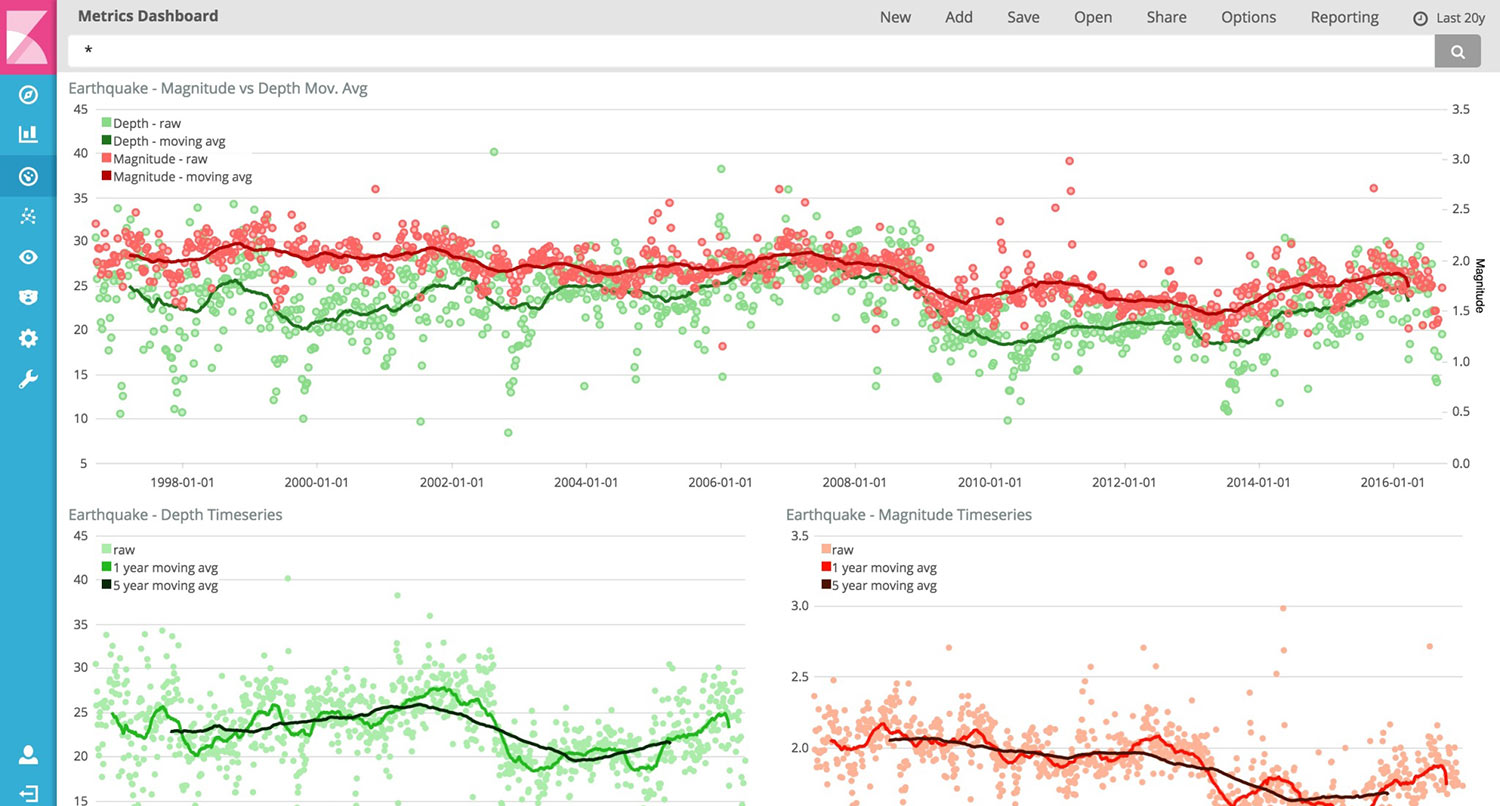 Metrics Dashboard
New Add Save Open Share Options Reporting Last 20y
*
Earthquake - Magnitude vs Depth Mov. Avg
45
40
35
30
25
20
15
10
5
Depth - raw
Depth - moving avg
Magnitude - raw
Magnitude - moving avg
3.5
3.0
2.5
2.0
1.5
1.0
0.5
0.0
Magnitude
1998-01-01 2000-01-01 2002-01-01 2004-01-01 2006-01-01 2008-01-01 2010-01-01 2012-01-01 2014-01-01 2016-01-01
Earthquake - Depth Timeseries
45
40
35
30
25
20
15
raw
1 year moving avg
5 year moving avg
Earthquake - Magnitude Timeseries
3.5
3.0
2.5
2.0
raw
1 year moving avg
5 year moving avg